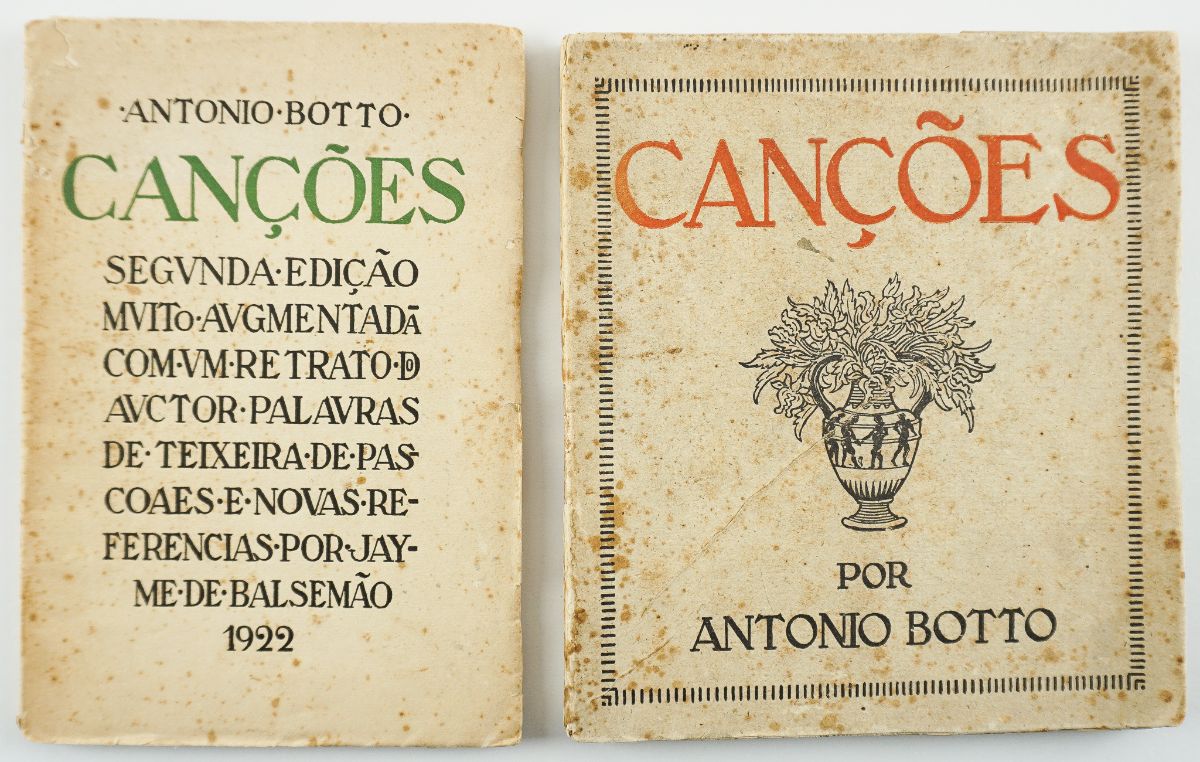 ·ANTONIO·BOTTO·
CANÇÕES
SEGVNDA·EDIÇÃO
MVITo·AVGMENTADā
COM·VM·RETRATO·DO
AVCTOR·PALAVRAS
DE·TEIXEIRA·DE·PAS-
COAES·E·NOVAS·RE-
FERENCIAS·POR·JAY-
ME·DE·BALSEMÃO
1922
CANÇÕES
POR
ANTONIO BOTTO